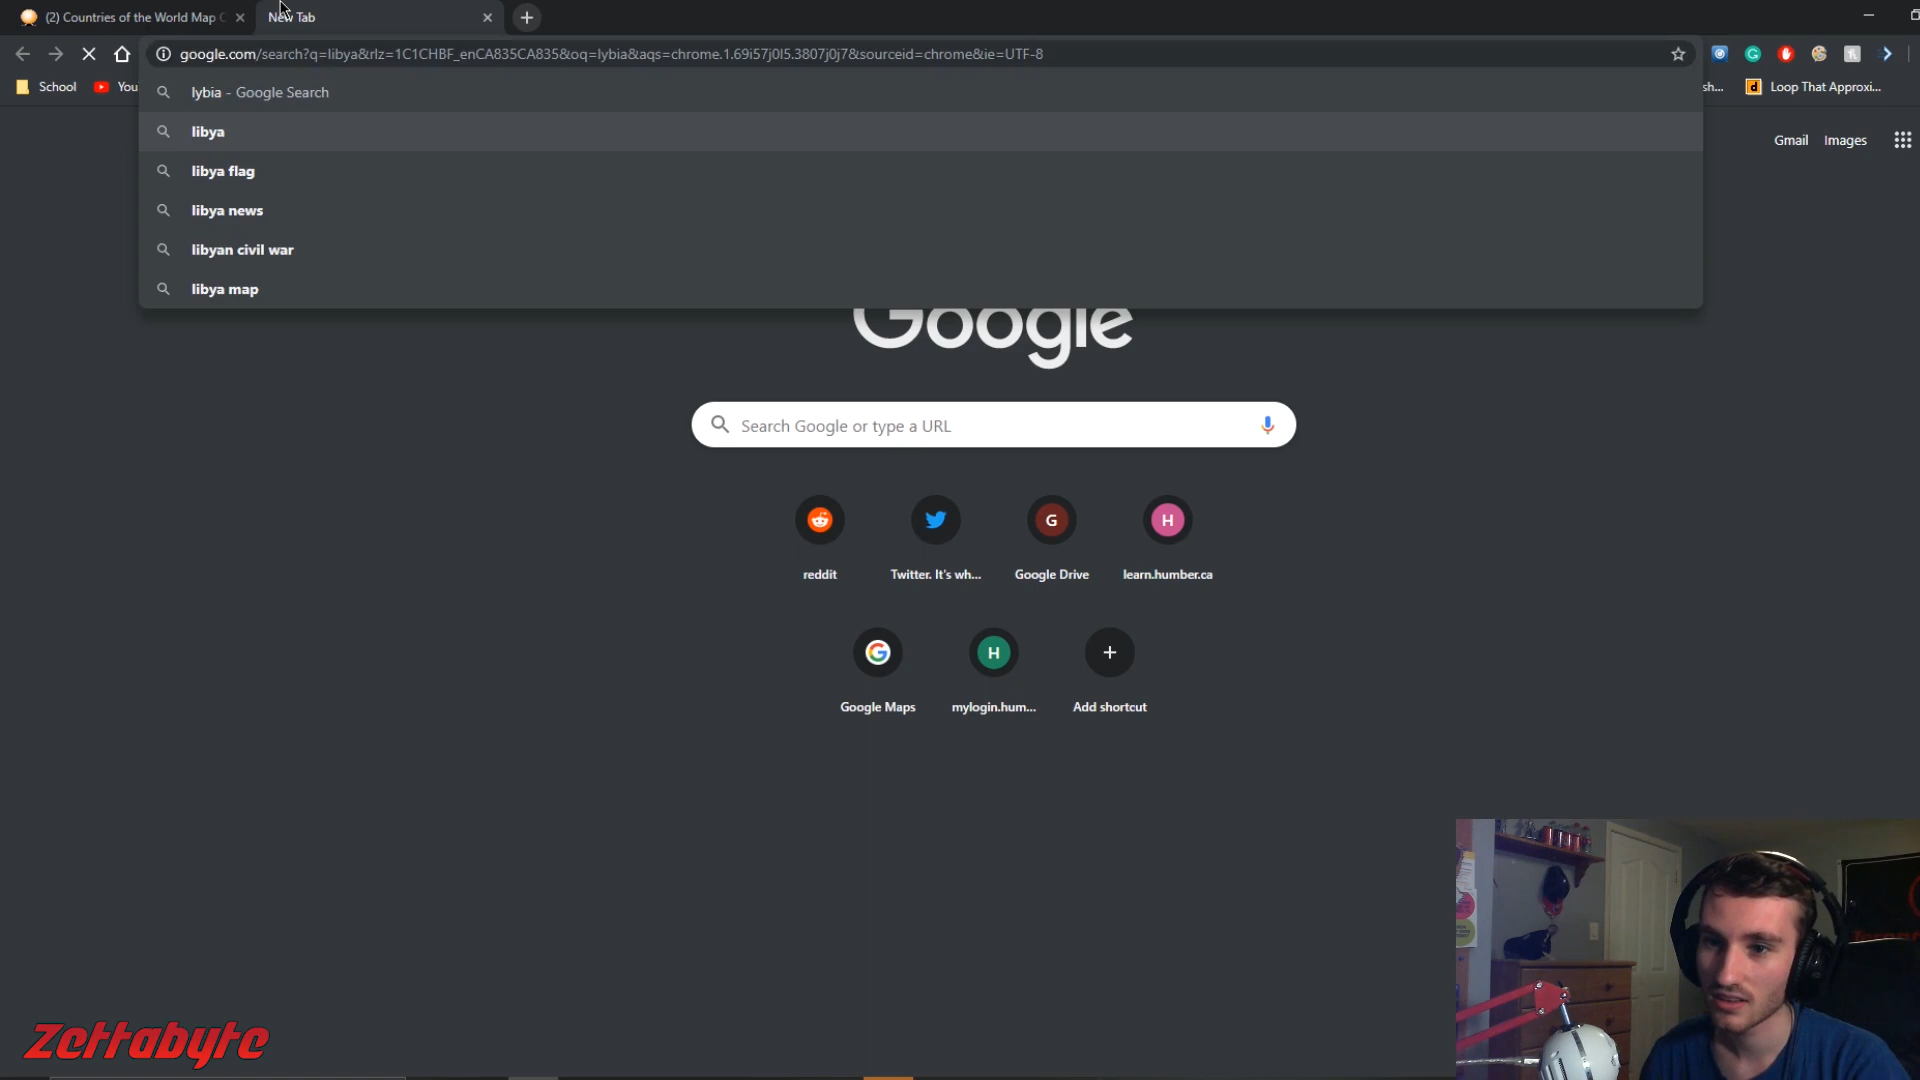 (2) Countries of the World Map
New Tab
google.com/search?q=libya&rlz=1C1CHBF_enCA835CA835&oq=lybia&aqs=chrome.1.69i57j0l5.3807j0j7&sourceid=chrome&ie=UTF-8
School
You
sh...
Loop That Approxi...
lybia - Google Search
libya
libya flag
libya news
libyan civil war
libya map
Gmail
Images
Google
Search Google or type a URL
G
H
reddit
Twitter. It's wh...
Google Drive
learn.humber.ca
H
Google Maps
mylogin.hum...
Add shortcut
Zettabyte